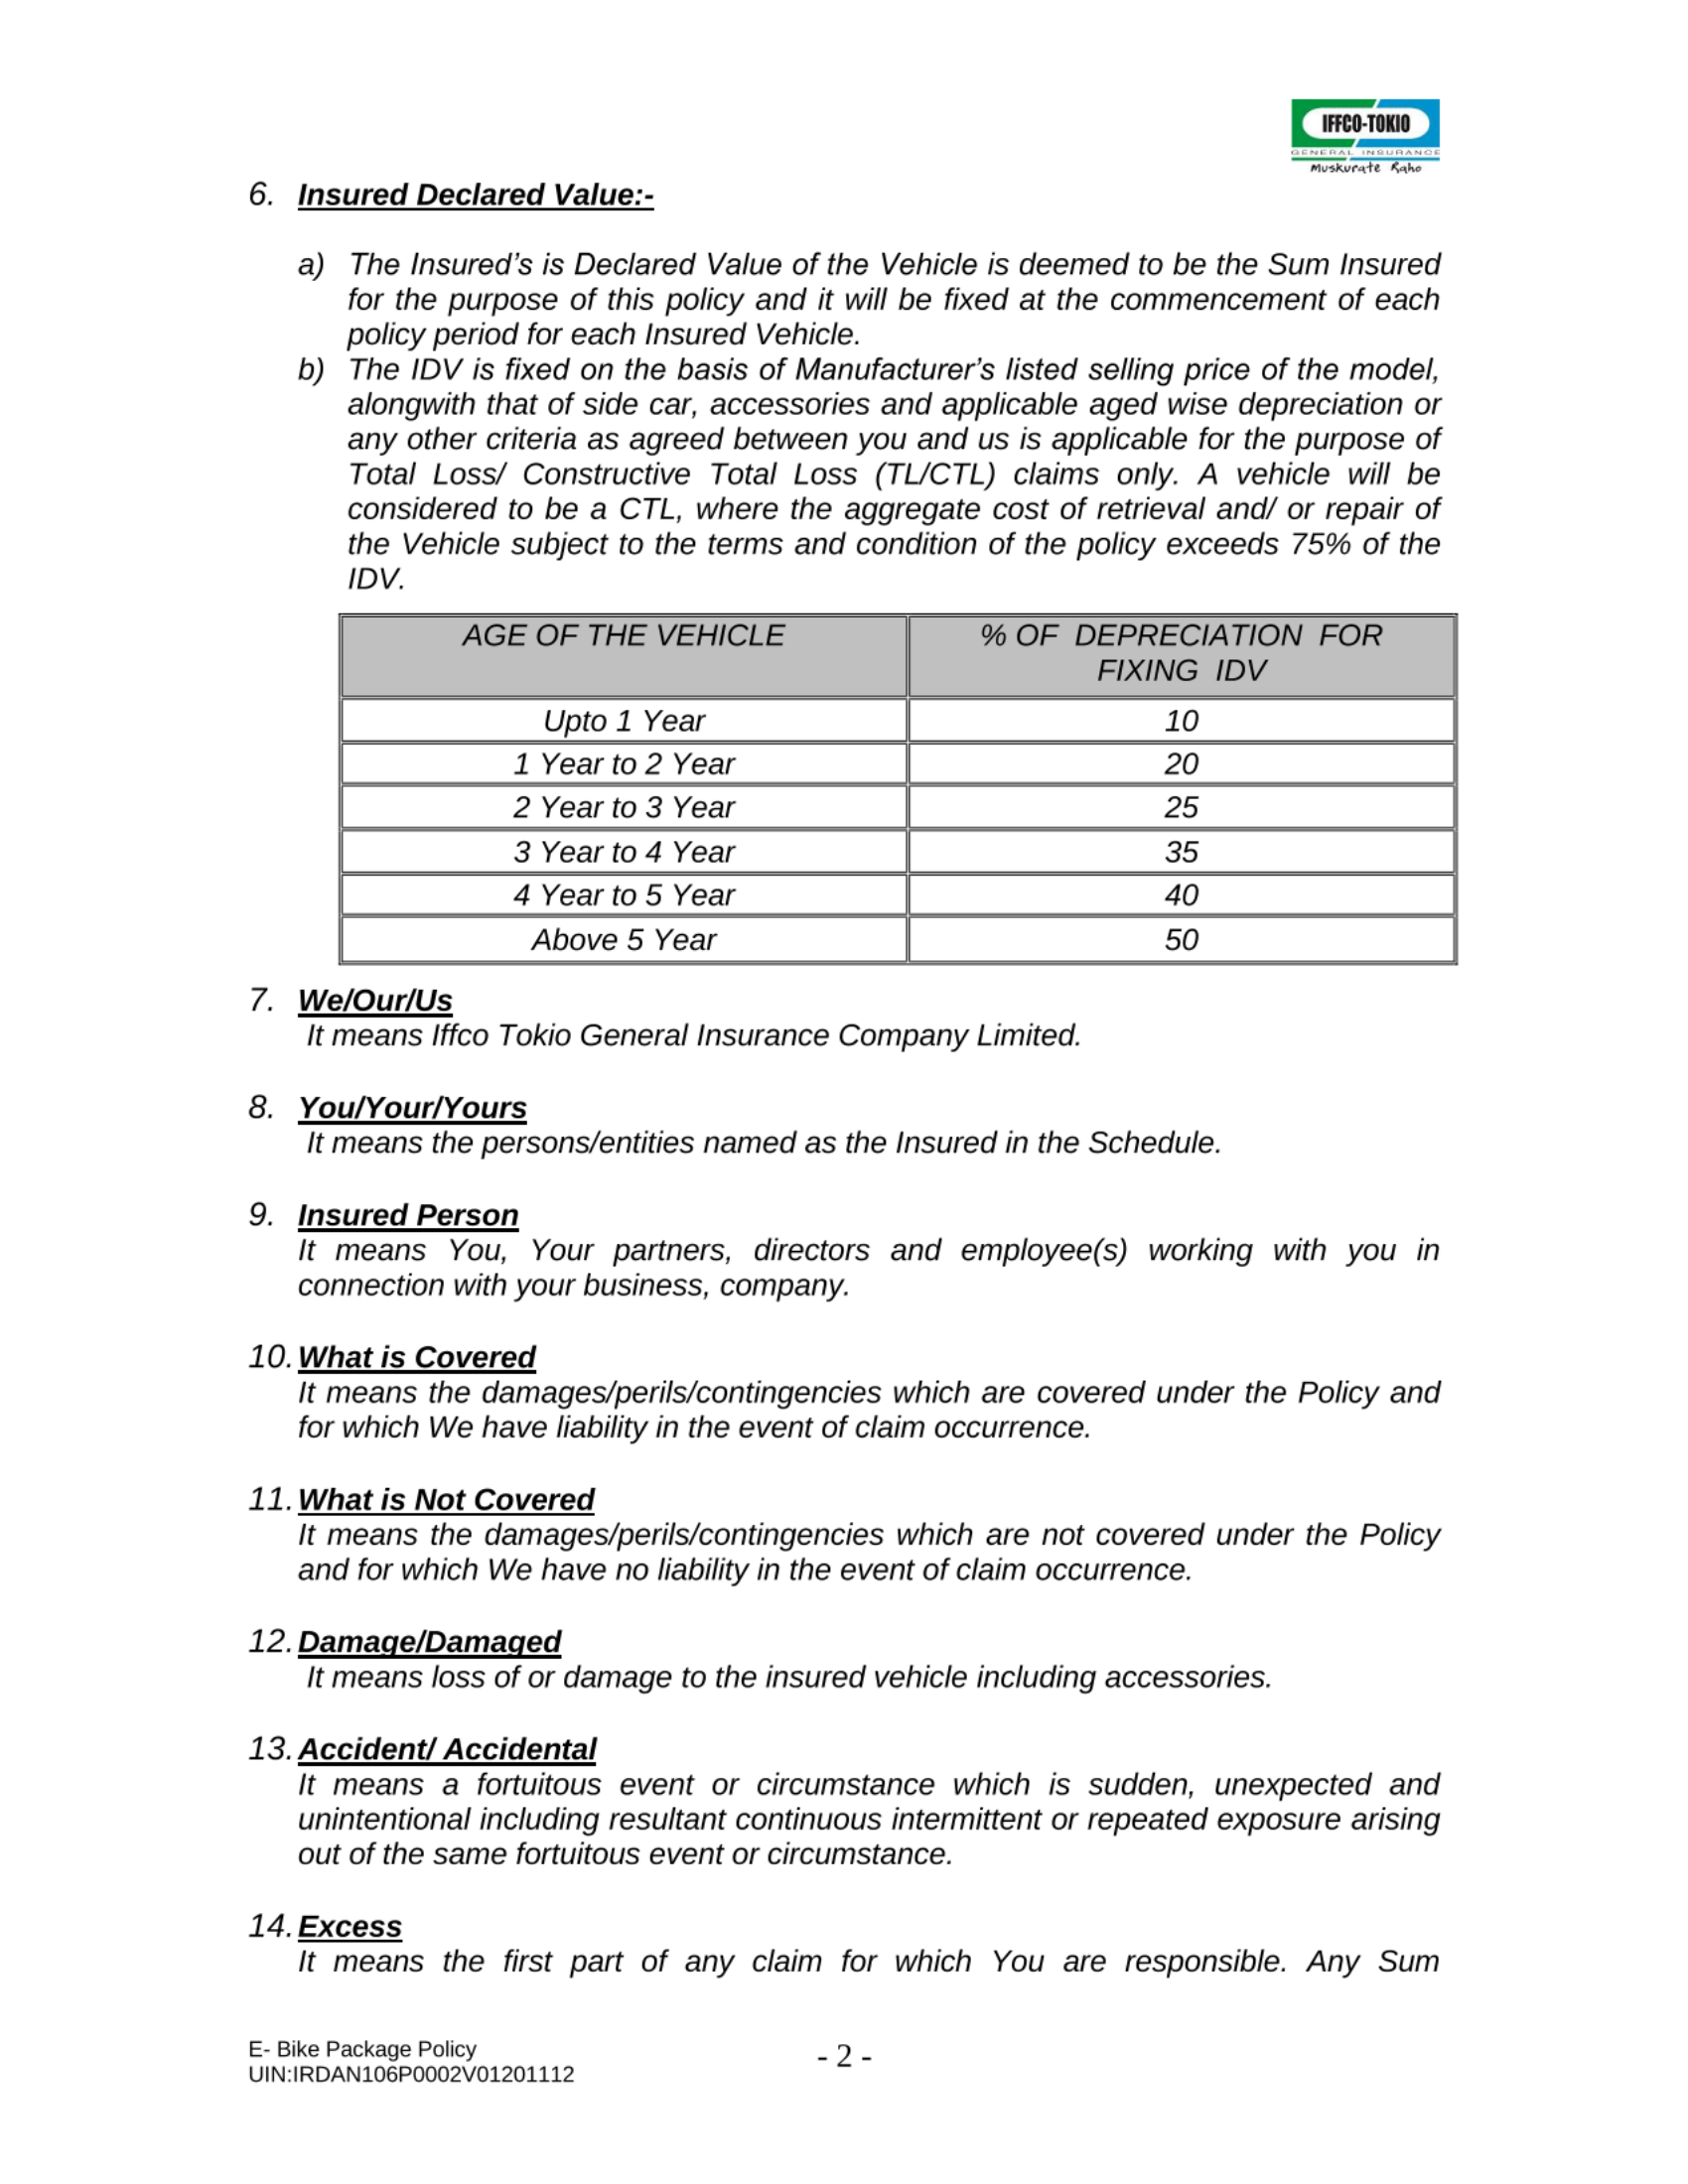 IFFCO-TOKIO
GENERAL INSURANCE
Muskurate Raho
6. Insured Declared Value:-
a) The Insured’s is Declared Value of the Vehicle is deemed to be the Sum Insured
for the purpose of this policy and it will be fixed at the commencement of each
policy period for each Insured Vehicle.
b) The IDV is fixed on the basis of Manufacturer’s listed selling price of the model,
alongwith that of side car, accessories and applicable aged wise depreciation or
any other criteria as agreed between you and us is applicable for the purpose of
Total Loss/ Constructive Total Loss (TL/CTL) claims only. A vehicle will be
considered to be a CTL, where the aggregate cost of retrieval and/ or repair of
the Vehicle subject to the terms and condition of the policy exceeds 75% of the
IDV.
AGE OF THE VEHICLE % OF DEPRECIATION FOR
FIXING IDV
Upto 1 Year 10
1 Year to 2 Year 20
2 Year to 3 Year 25
3 Year to 4 Year 35
4 Year to 5 Year 40
Above 5 Year 50
7. We/Our/Us
It means Iffco Tokio General Insurance Company Limited.
8. You/Your/Yours
It means the persons/entities named as the Insured in the Schedule.
9. Insured Person
It means You, Your partners, directors and employee(s) working with you in
connection with your business, company.
10. What is Covered
It means the damages/perils/contingencies which are covered under the Policy and
for which We have liability in the event of claim occurrence.
11. What is Not Covered
It means the damages/perils/contingencies which are not covered under the Policy
and for which We have no liability in the event of claim occurrence.
12. Damage/Damaged
It means loss of or damage to the insured vehicle including accessories.
13. Accident/ Accidental
It means a fortuitous event or circumstance which is sudden, unexpected and
unintentional including resultant continuous intermittent or repeated exposure arising
out of the same fortuitous event or circumstance.
14. Excess
It means the first part of any claim for which You are responsible. Any Sum
E- Bike Package Policy
UIN:IRDAN106P0002V01201112
- 2 -